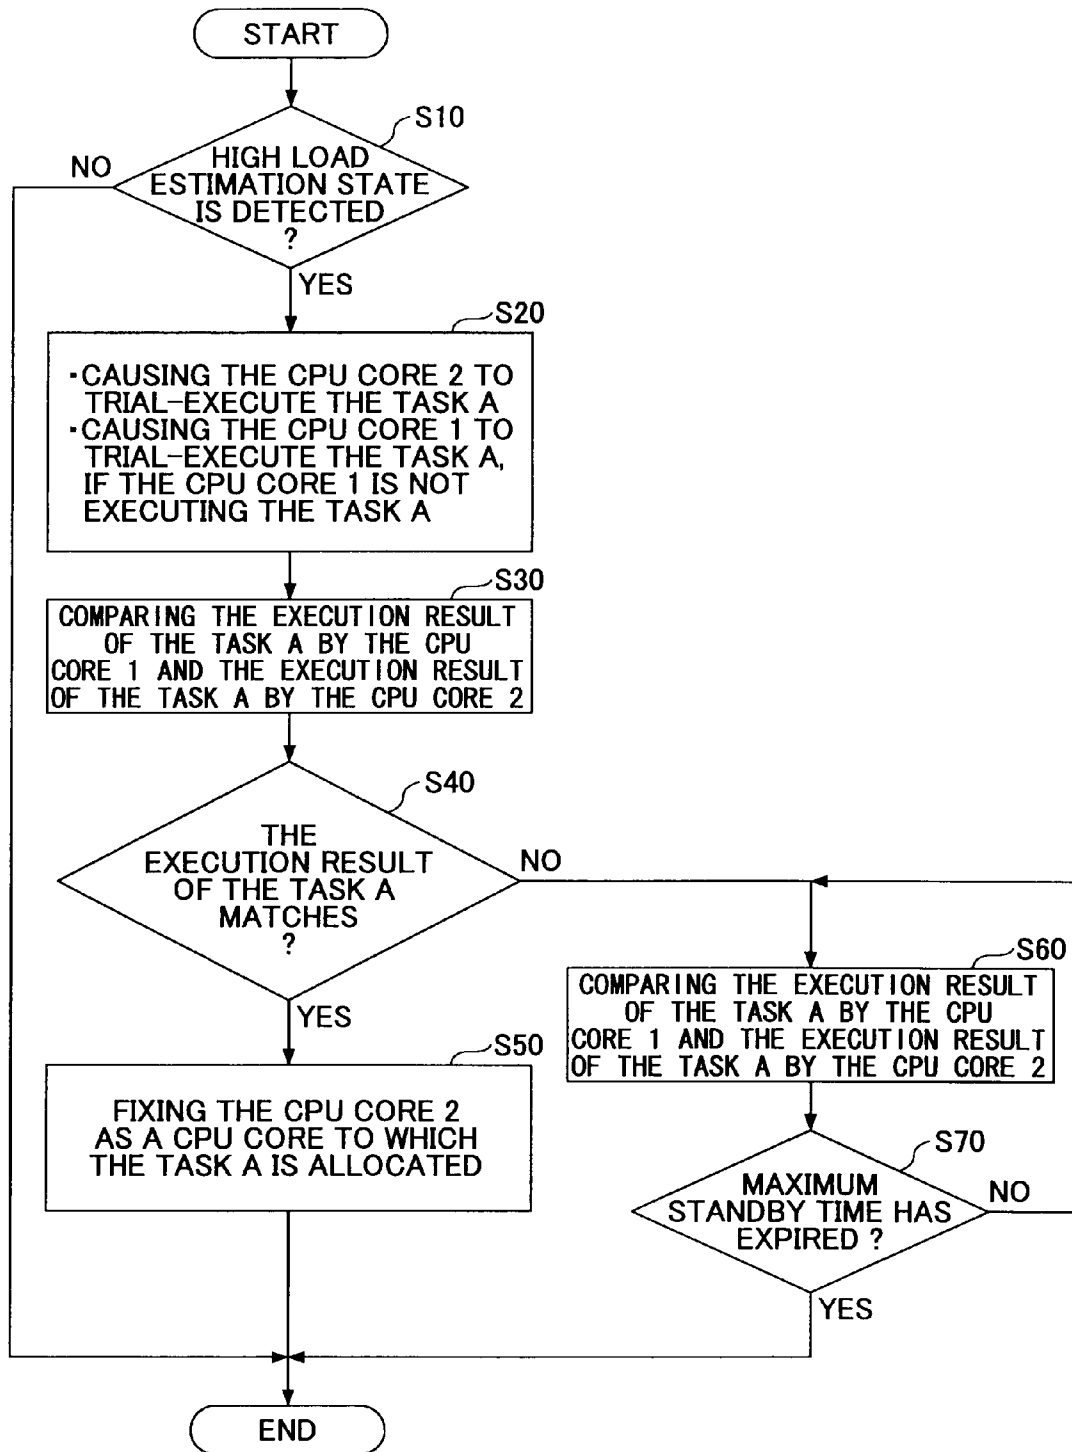 START
S10
HIGH LOAD
ESTIMATION STATE
IS DETECTED
?
NO
YES
S20
・CAUSING THE CPU CORE 2 TO
TRIAL-EXECUTE THE TASK A
・CAUSING THE CPU CORE 1 TO
TRIAL-EXECUTE THE TASK A,
IF THE CPU CORE 1 IS NOT
EXECUTING THE TASK A
S30
COMPARING THE EXECUTION RESULT
OF THE TASK A BY THE CPU
CORE 1 AND THE EXECUTION RESULT
OF THE TASK A BY THE CPU CORE 2
S40
THE
EXECUTION RESULT
OF THE TASK A
MATCHES
?
NO
YES
S50
FIXING THE CPU CORE 2
AS A CPU CORE TO WHICH
THE TASK A IS ALLOCATED
S60
COMPARING THE EXECUTION RESULT
OF THE TASK A BY THE CPU
CORE 1 AND THE EXECUTION RESULT
OF THE TASK A BY THE CPU CORE 2
S70
MAXIMUM
STANDBY TIME HAS
EXPIRED ?
NO
YES
END